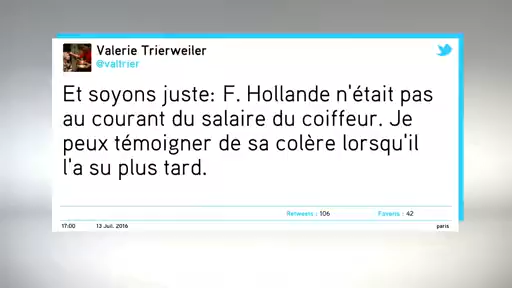 Valerie Trierweiler
@valtrier
Et soyons juste: F. Hollande n'était pas
au courant du salaire du coiffeur. Je
peux témoigner de sa colère lorsqu'il
l'a su plus tard.
Retweets : 106 Favoris : 42
17:00 13 Juil. 2016 paris